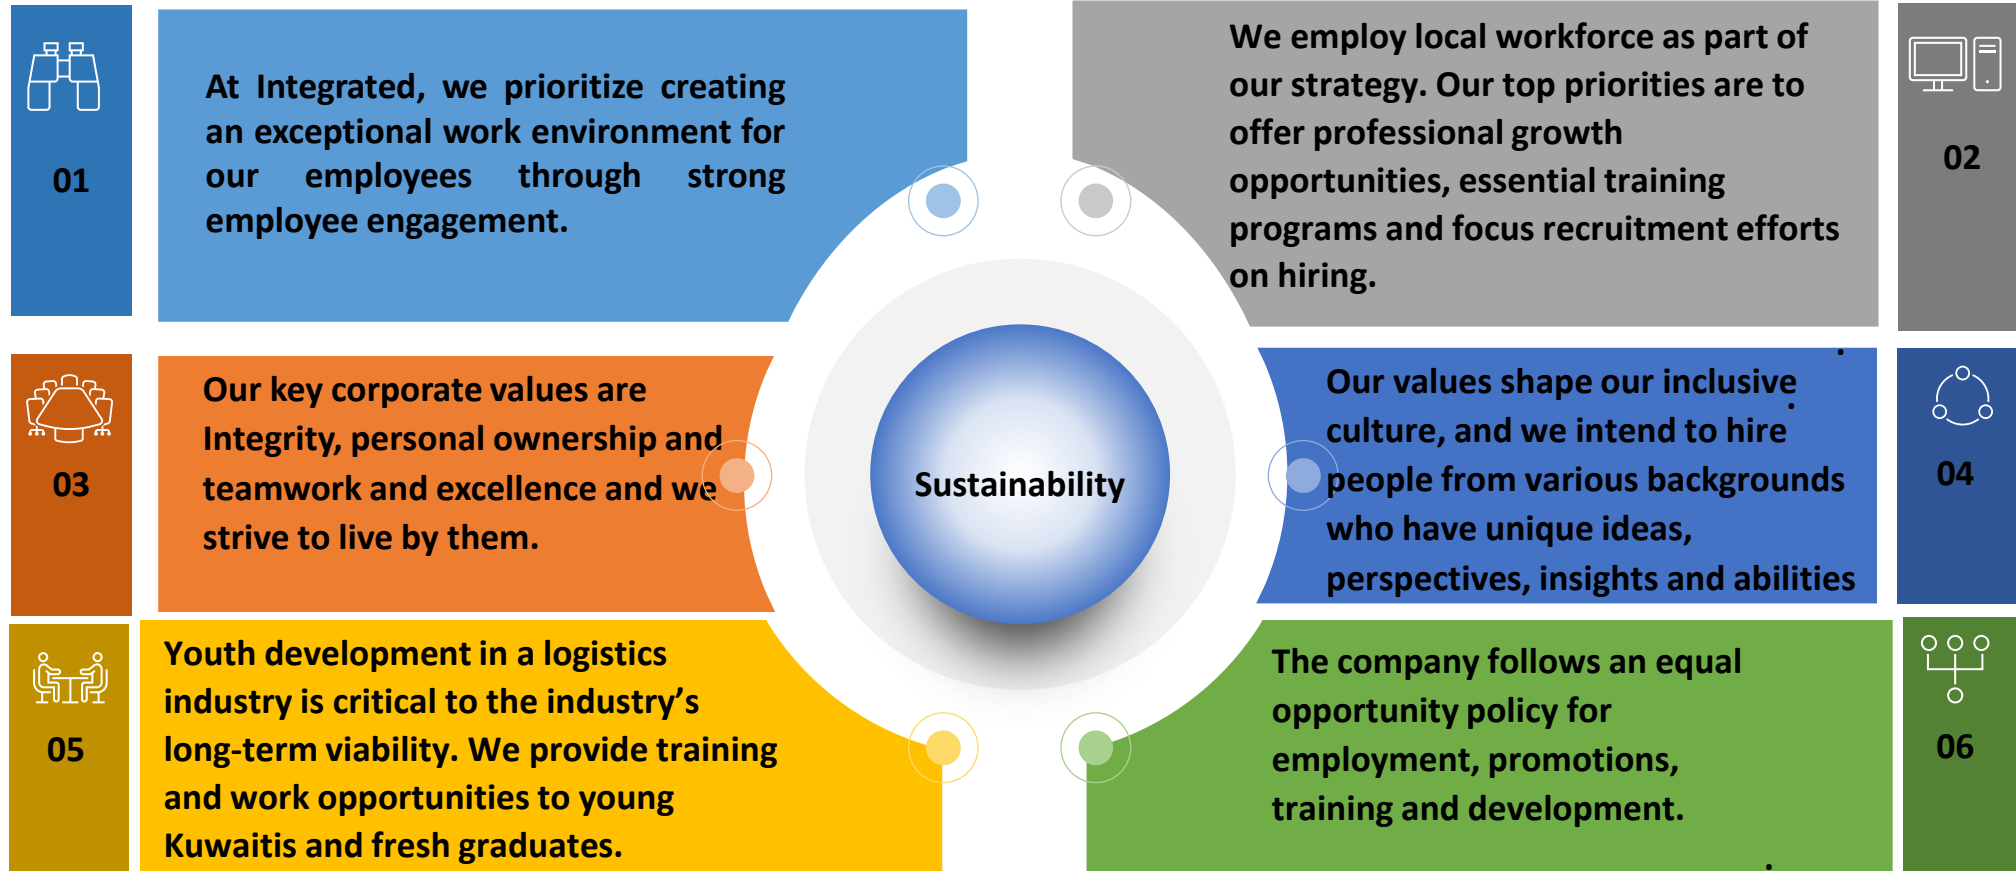 01
At Integrated, we prioritize creating
an exceptional work environment for
our employees through strong
employee engagement.
We employ local workforce as part of
our strategy. Our top priorities are to
offer professional growth
opportunities, essential training
programs and focus recruitment efforts
on hiring.
02
03
Our key corporate values are
Integrity, personal ownership and
teamwork and excellence and we
strive to live by them.
Sustainability
.
Our values shape our inclusive
.
culture, and we intend to hire
people from various backgrounds
who have unique ideas,
perspectives, insights and abilities
04
05
Youth development in a logistics
industry is critical to the industry’s
long-term viability. We provide training
and work opportunities to young
Kuwaitis and fresh graduates.
The company follows an equal
opportunity policy for
employment, promotions,
training and development.
.
06